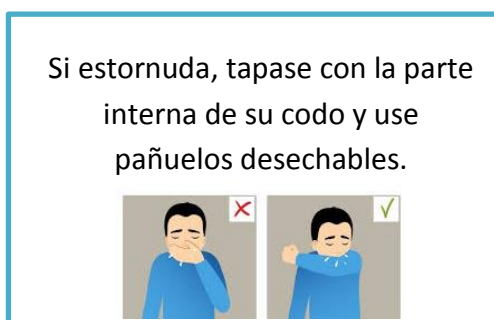 Si estornuda, tapase con la parte
interna de su codo y use
pañuelos desechables.